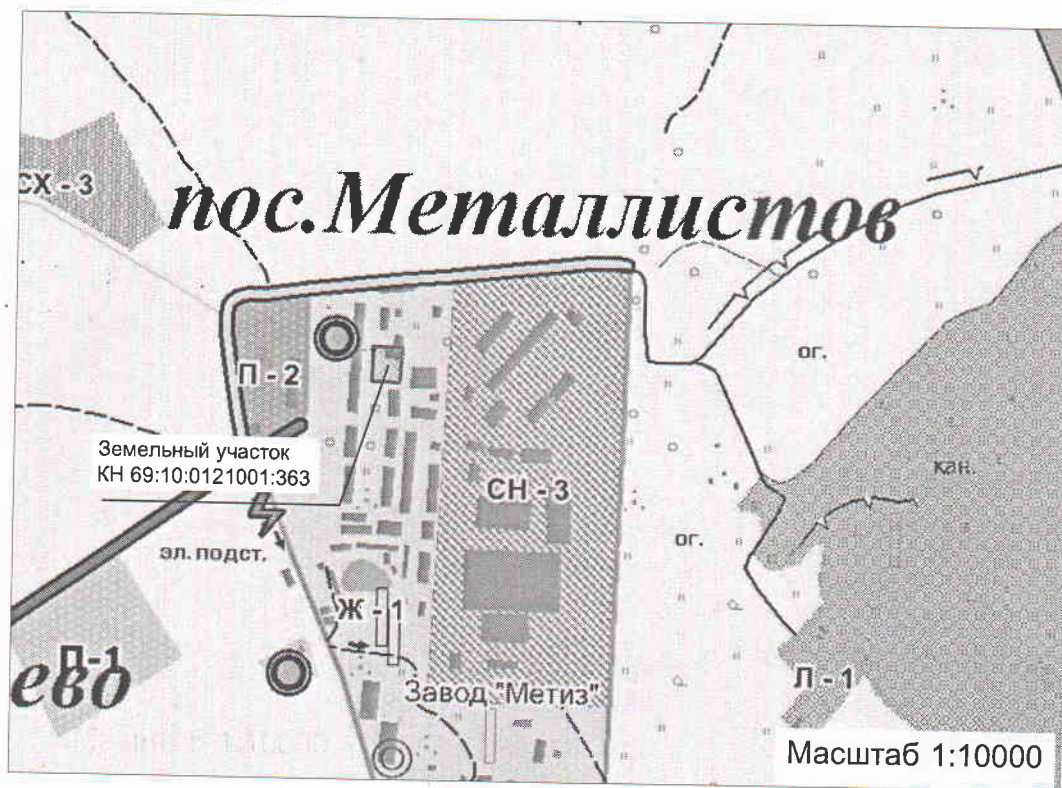 СХ - 3
пос.Металлистов
ог.
П - 2
Земельный участок
КН 69:10:0121001:363
кан.
СН - 3
ог.
эл. подст.
Ж - 1
П-1
ево
Л - 1
Завод "Метиз"
Масштаб 1:10000